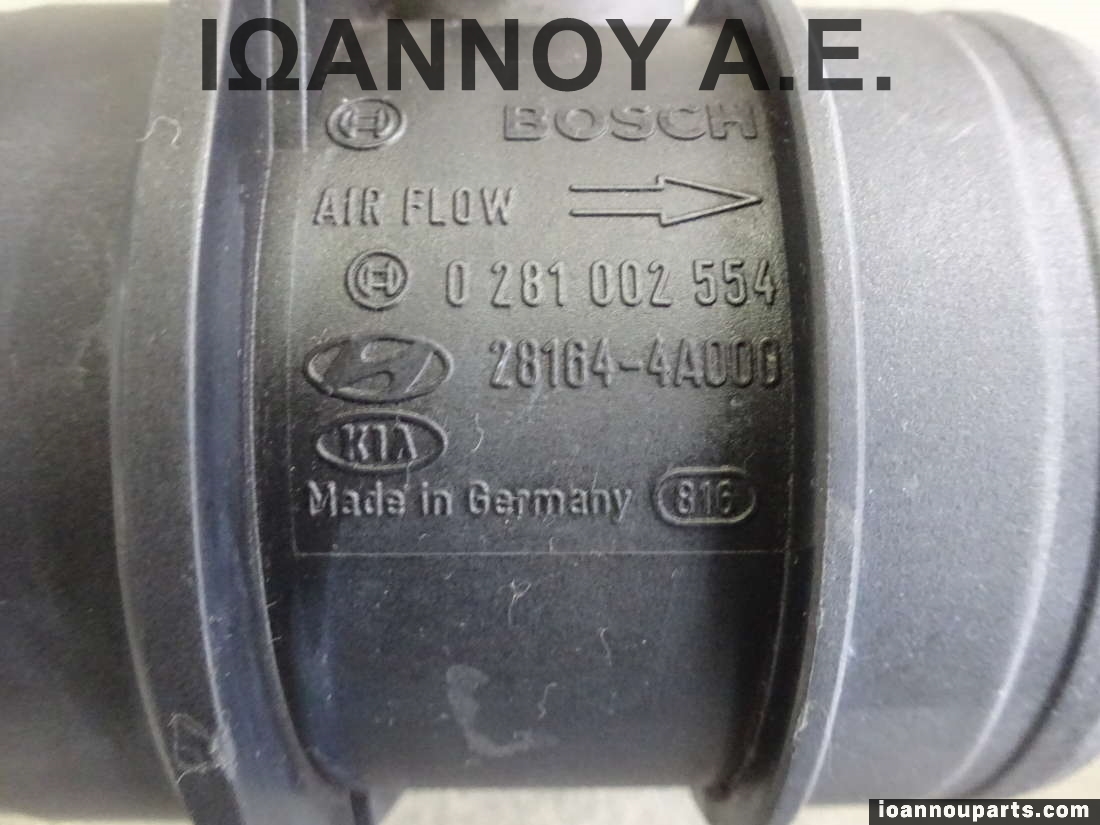 ΙΩΑΝΝΟΥ Α.Ε.
BOSCH
AIR FLOW
0 281 002 554
28164-4A000
KIA
Made in Germany 816
ioannouparts.com